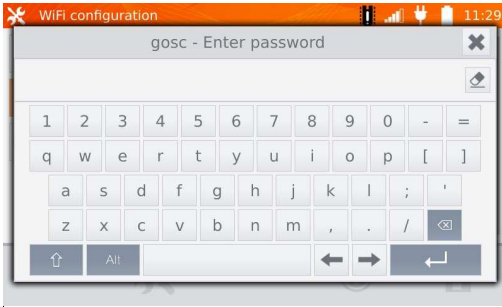 WiFi configuration 11:29
gosc - Enter password
1 2 3 4 5 6 7 8 9 0 - =
q w e r t y u i o p [ ]
a s d f g h j k l ; '
z x c v b n m , . /
Alt